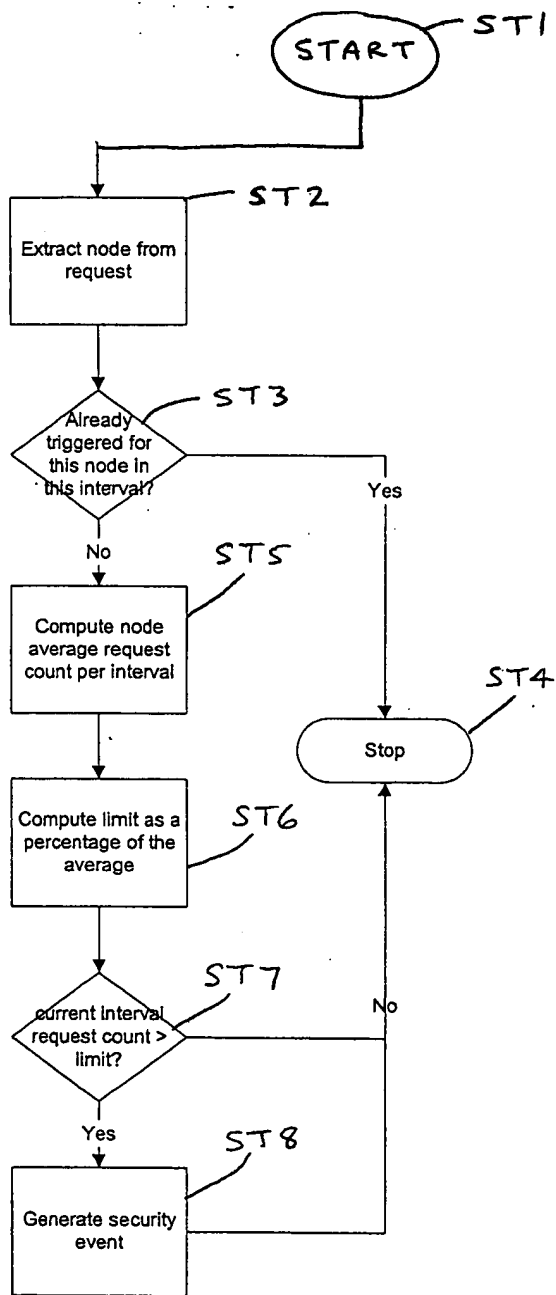 START
ST1
ST2
Extract node from
request
ST3
Already
triggered for
this node in
this interval?
Yes
No
ST5
Compute node
average request
count per interval
ST4
Stop
Compute limit as a
percentage of the
average
ST6
ST7
current interval
request count >
limit?
No
Yes
ST8
Generate security
event